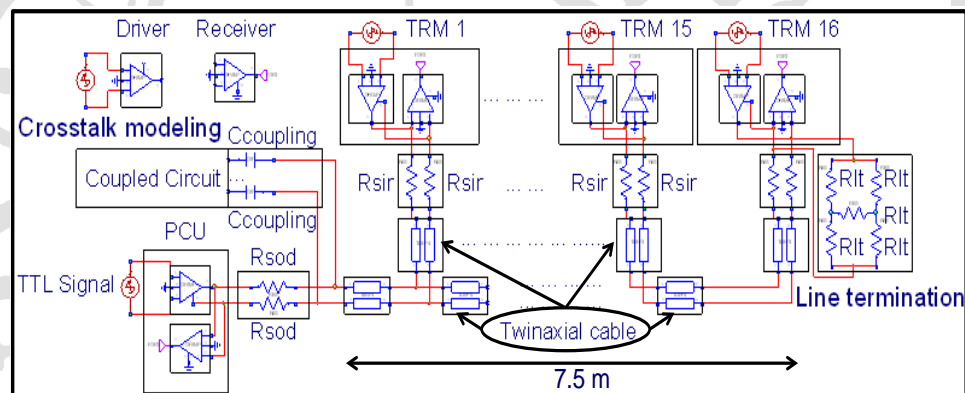 Driver Receiver TRM 1 TRM 15 TRM 16
Crosstalk modeling
Ccoupling
Coupled Circuit ...
Ccoupling
... ... ...
Rsir Rsir ... ... Rsir Rsir
Rlt Rlt
Rlt
Rlt Rlt
PCU
Rsod
TTL Signal
Rsod
Line termination
Twinaxial cable
7.5 m